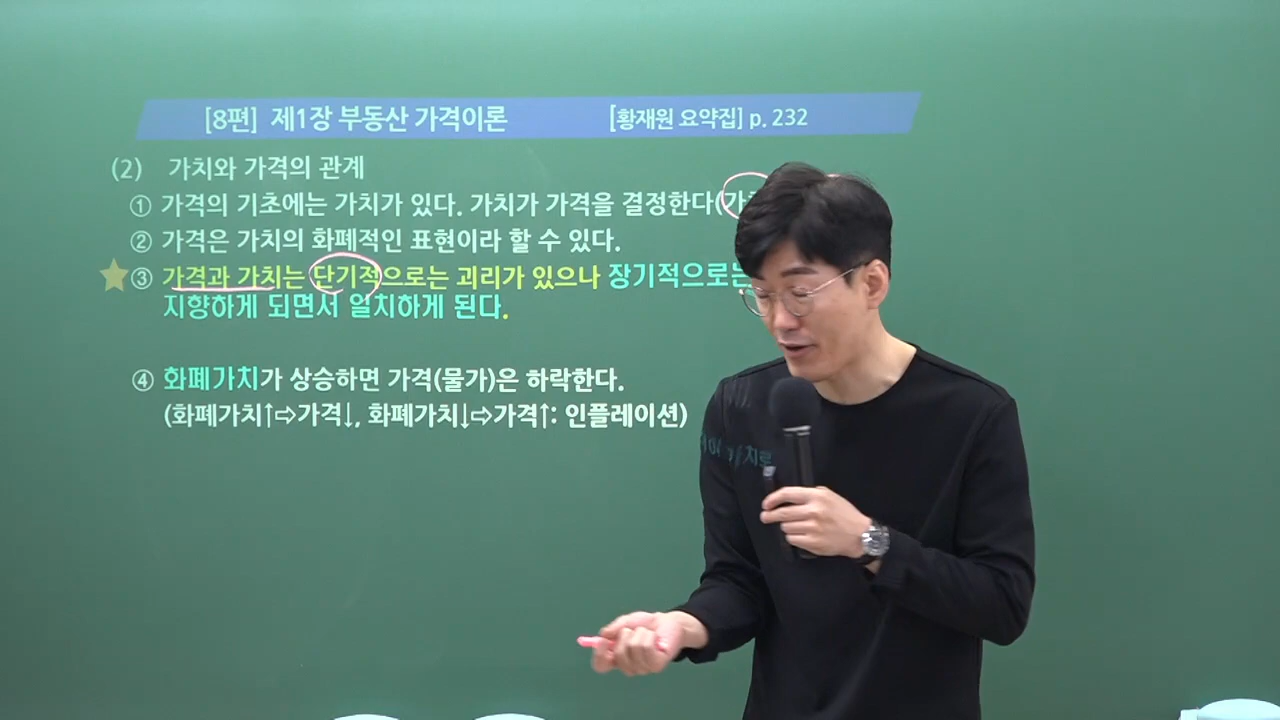 [8편] 제1장 부동산 가격이론 [황재원 요약집] p. 232
(2) 가치와 가격의 관계
① 가격의 기초에는 가치가 있다. 가치가 가격을 결정한다(
② 가격은 가치의 화폐적인 표현이라 할 수 있다.
③ 가격과 가치는 단기적으로는 괴리가 있으나 장기적으로는
지향하게 되면서 일치하게 된다.
④ 화폐가치가 상승하면 가격(물가)은 하락한다.
(화폐가치↑⇨가격↓, 화폐가치↓⇨가격↑: 인플레이션)